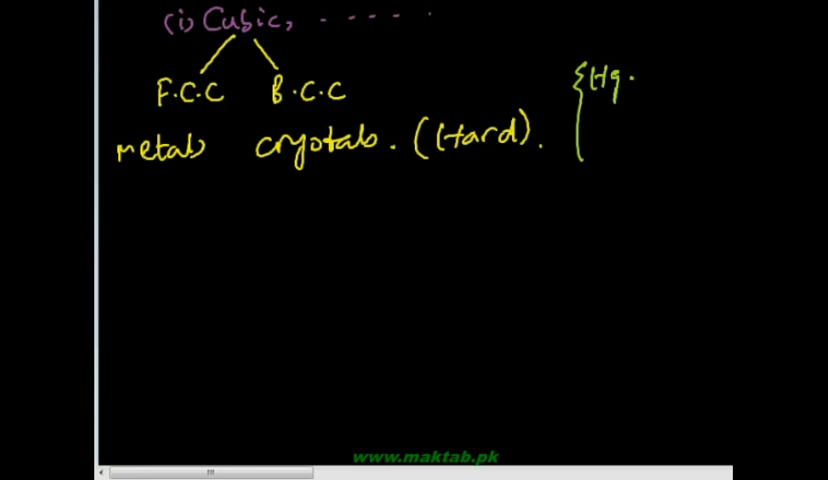 (i) Cubic, - - - - - .
F.C.C B.C.C
{ Hg.
metals crystals. (Hard).
www.maktab.pk